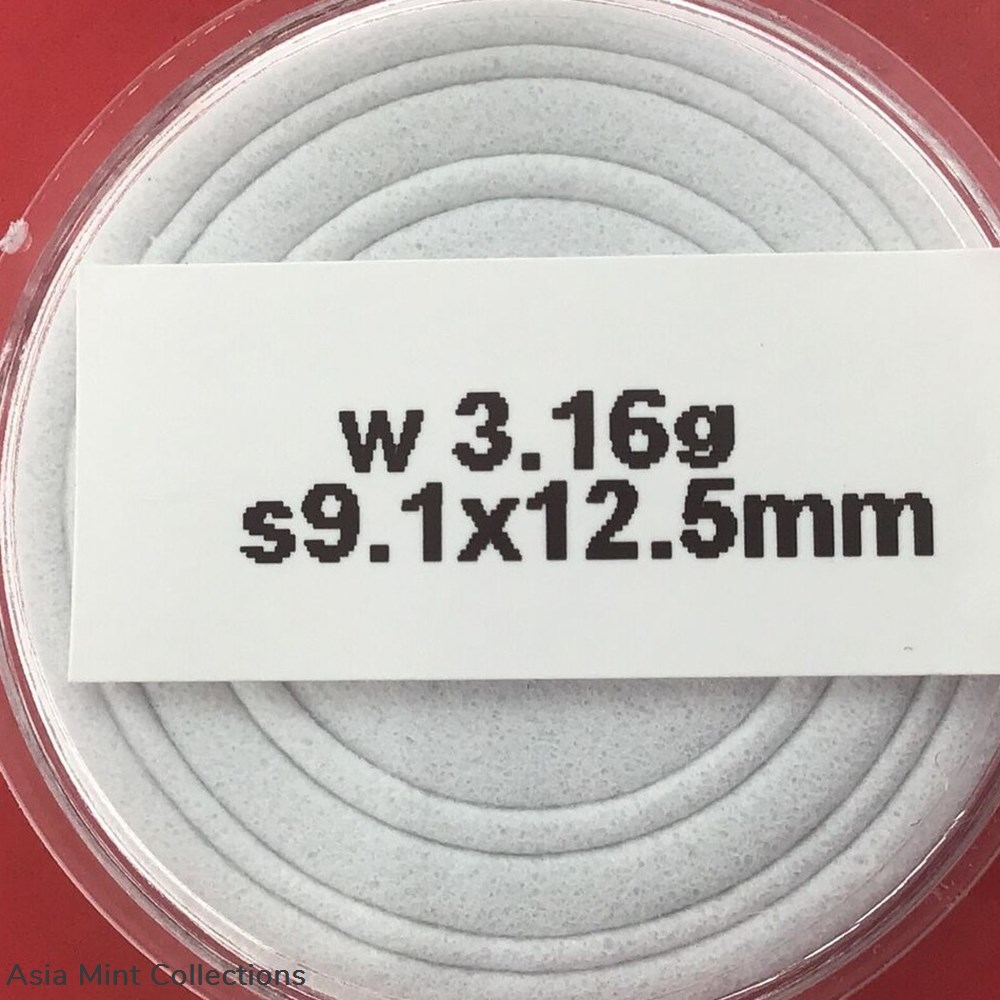 w 3.16g
s9.1x12.5mm
Asia Mint Collections